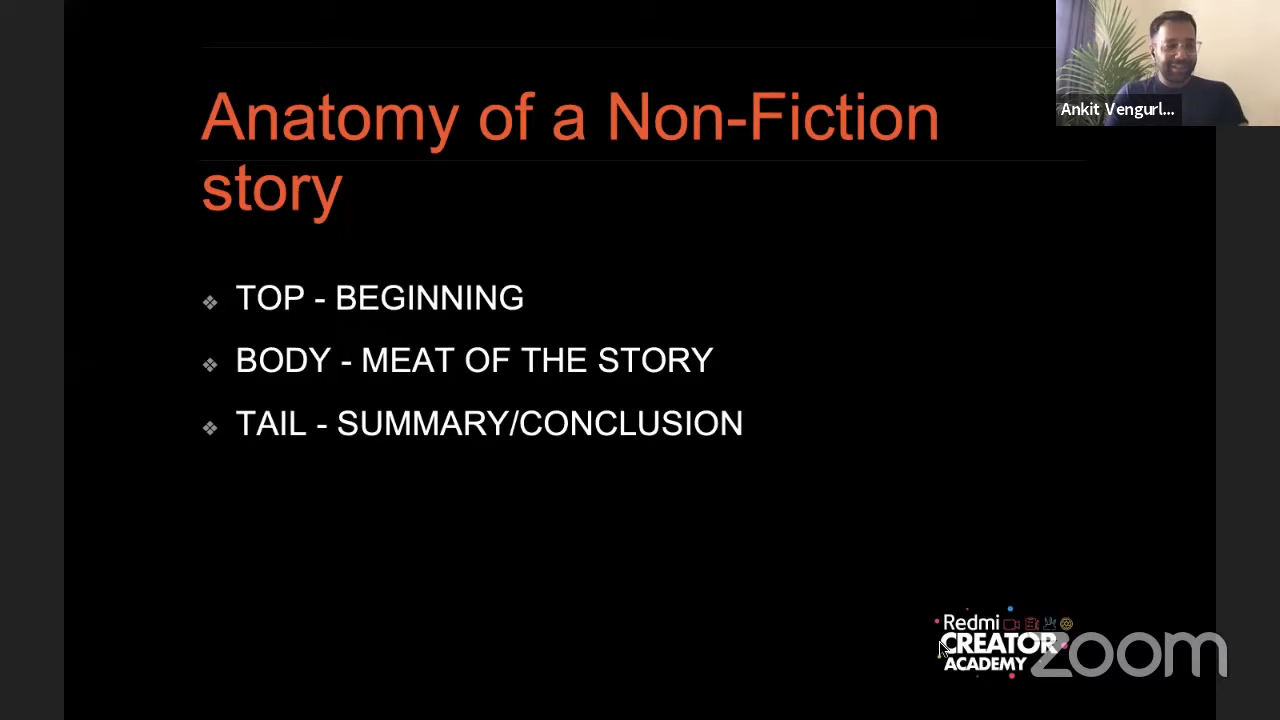 Anatomy of a Non-Fiction
story
❖ TOP - BEGINNING
❖ BODY - MEAT OF THE STORY
❖ TAIL - SUMMARY/CONCLUSION
Ankit Vengurl...
Redmi
CREATOR
ACADEMY
zoom